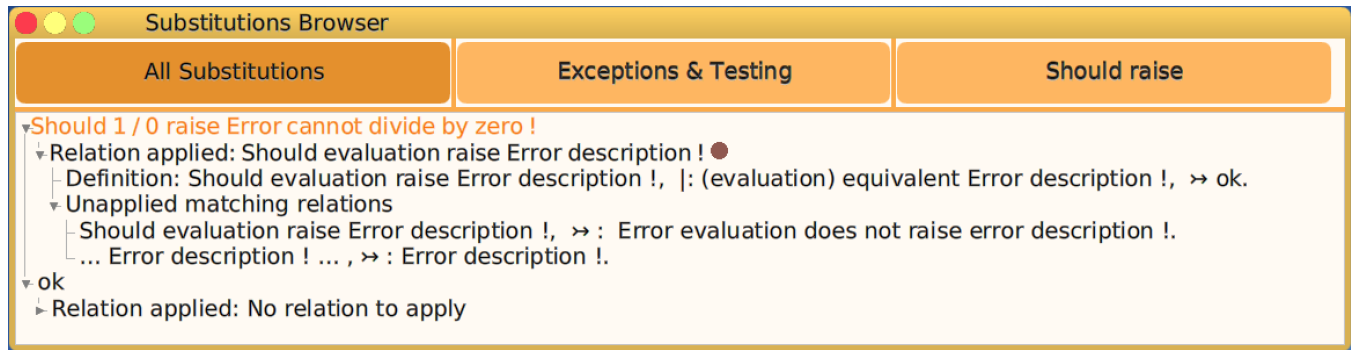 Substitutions Browser
All Substitutions
Exceptions & Testing
Should raise
Should 1 / 0 raise Error cannot divide by zero !
Relation applied: Should evaluation raise Error description !
Definition: Should evaluation raise Error description !,  |: (evaluation) equivalent Error description !,  ↣ ok.
Unapplied matching relations
Should evaluation raise Error description !,  ↣ :  Error evaluation does not raise error description !.
... Error description ! ... , ↣ : Error description !.
ok
Relation applied: No relation to apply